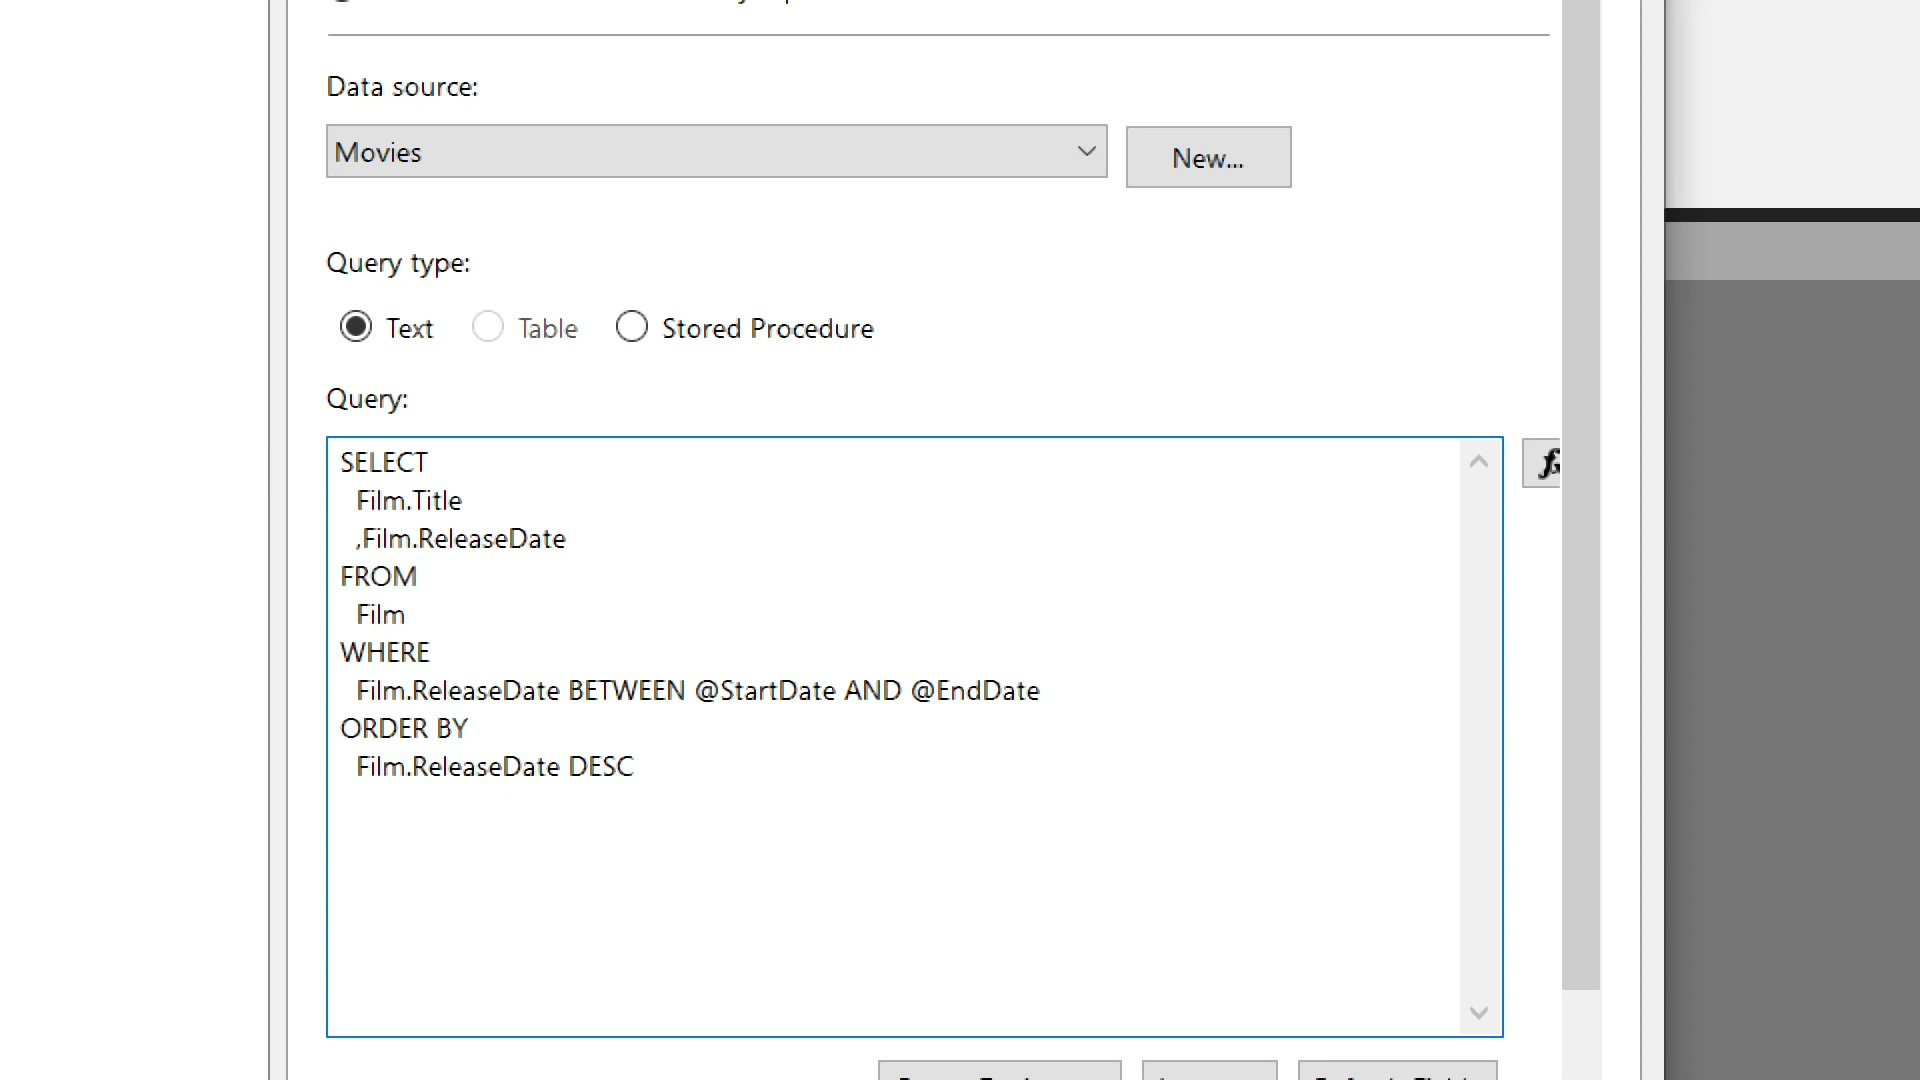 Data source:
Movies
New...
Query type:
Text Table Stored Procedure
Query:
SELECT
Film.Title
,Film.ReleaseDate
FROM
Film
WHERE
Film.ReleaseDate BETWEEN @StartDate AND @EndDate
ORDER BY
Film.ReleaseDate DESC